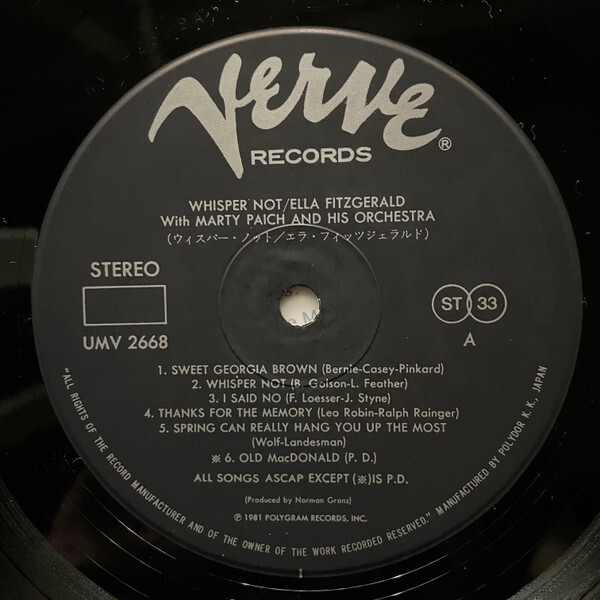 Verve®
RECORDS
WHISPER NOT/ELLA FITZGERALD
With MARTY PAICH AND HIS ORCHESTRA
(ウィスパー・ノット/エラ・フィッツジェラルド)
STEREO
UMV 2668
ST 33
A
1. SWEET GEORGIA BROWN (Bernie-Casey-Pinkard)
2. WHISPER NOT (B. Golson-L. Feather)
3. I SAID NO (F. Loesser-J. Styne)
4. THANKS FOR THE MEMORY (Leo Robin-Ralph Rainger)
5. SPRING CAN REALLY HANG YOU UP THE MOST
(Wolf-Landesman)
※ 6. OLD MacDONALD (P. D.)
ALL SONGS ASCAP EXCEPT (※) IS P.D.
(Produced by Norman Granz)
℗ 1981 POLYGRAM RECORDS, INC.
"ALL RIGHTS OF THE RECORD MANUFACTURER AND OF THE OWNER OF THE WORK RECORDED RESERVED." MANUFACTURED BY POLYDOR K. K., JAPAN